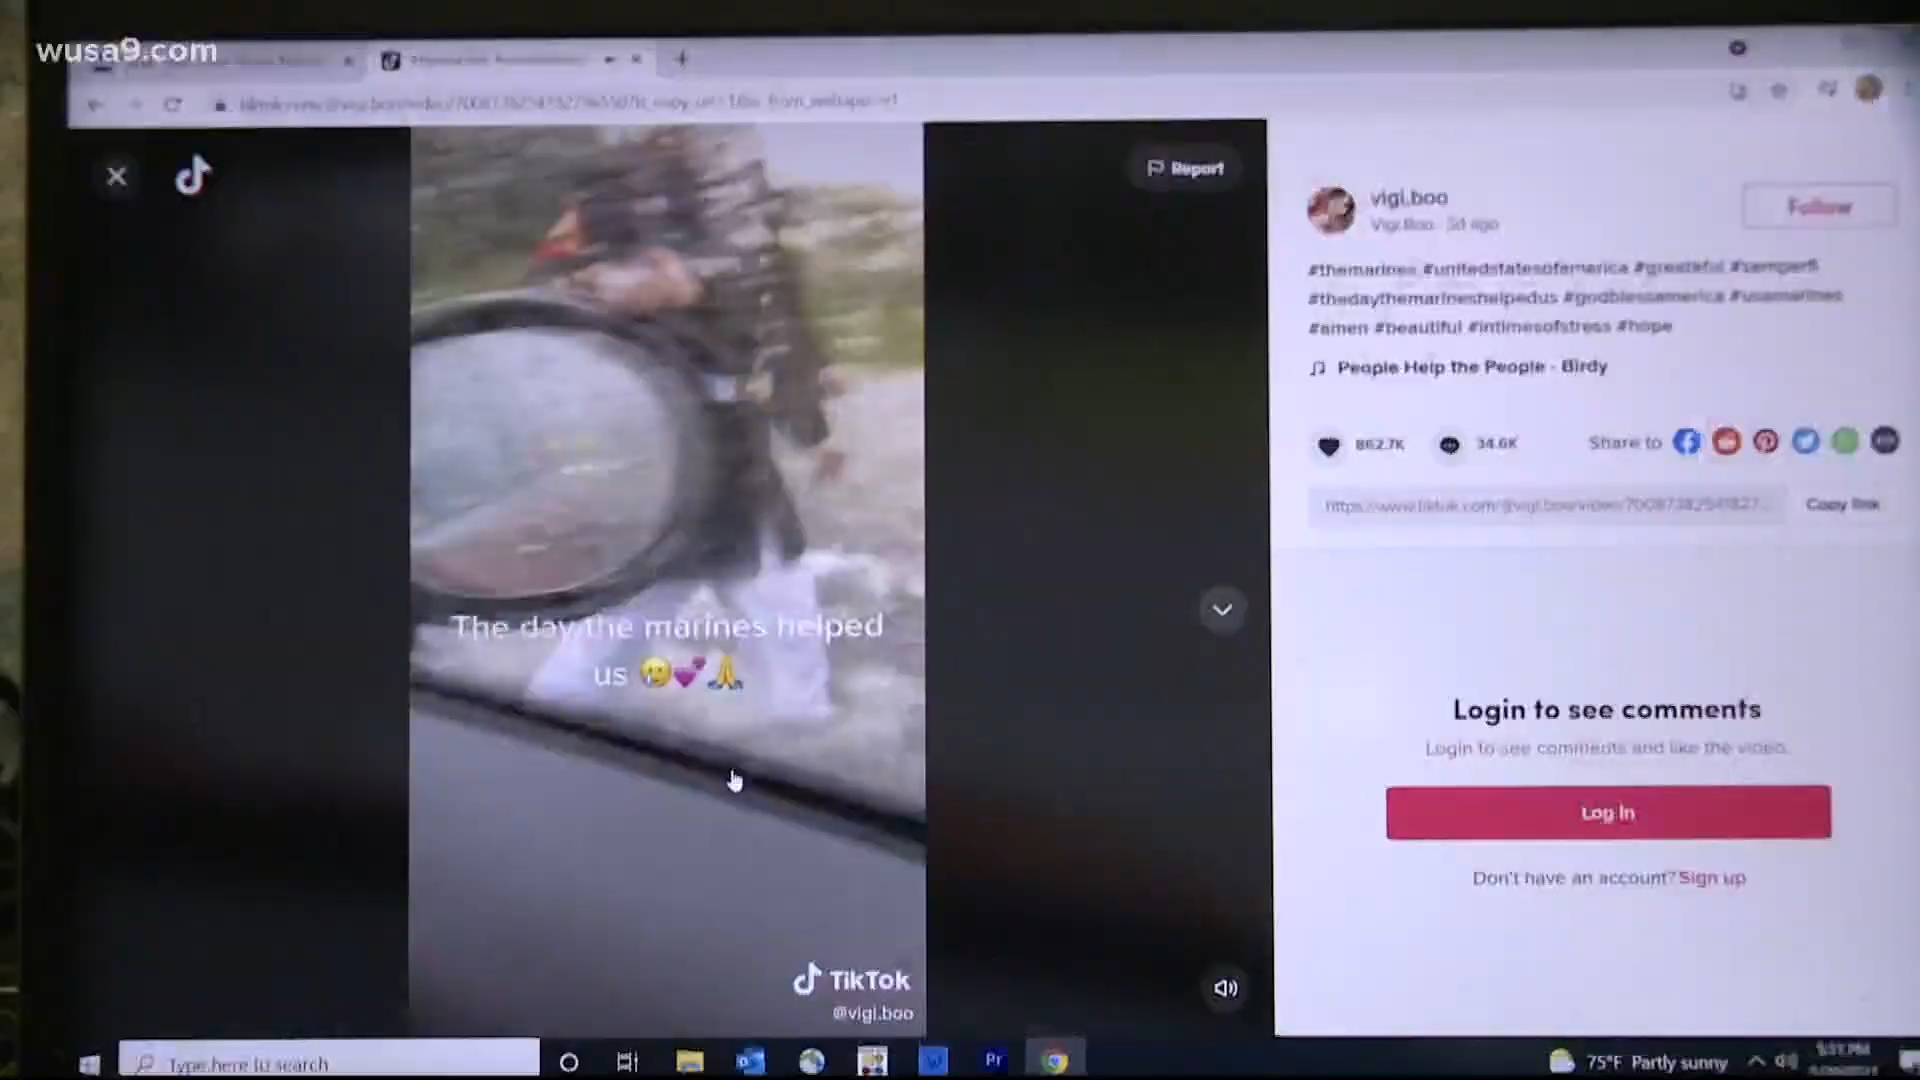 wusa9.com
Report
vigi.boo
Vigi.Boo · 5d ago
Follow
#themarines #unitedstatesofamerica #greatful #semperfi
#thedaythemarineshelpedus #godblessamerica #usamarines
#amen #beautiful #intimesofstress #hope
People Help the People - Birdy
862.7K
34.6K
Share to
Copy link
The day the marines helped
us 🥲💕🙏
Login to see comments
Login to see comments and like the video.
Log in
Don't have an account? Sign up
TikTok
@vigi.boo
Type here to search
Pr
75°F Partly sunny